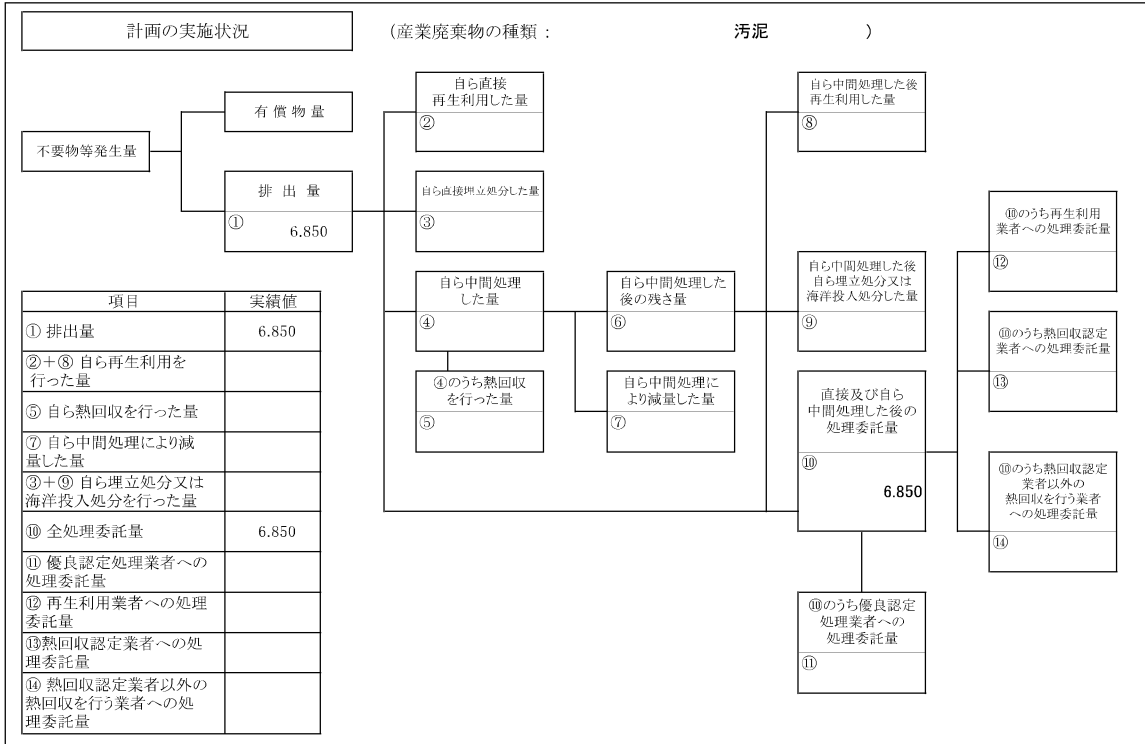 計画の実施状況
(産業廃棄物の種類： 汚泥 )
不要物等発生量
有 償 物 量
排 出 量
①
6.850
自ら直接
再生利用した量
②
自ら直接埋立処分した量
③
自ら中間処理
した量
④
④のうち熱回収
を行った量
⑤
自ら中間処理した
後の残さ量
⑥
自ら中間処理に
より減量した量
⑦
自ら中間処理した後
再生利用した量
⑧
自ら中間処理した後
自ら埋立処分又は
海洋投入処分した量
⑨
直接及び自ら
中間処理した後の
処理委託量
⑩
6.850
⑩のうち優良認定
処理業者への
処理委託量
⑪
⑩のうち再生利用
業者への処理委託量
⑫
⑩のうち熱回収認定
業者への処理委託量
⑬
⑩のうち熱回収認定
業者以外の
熱回収を行う業者
への処理委託量
⑭
項目 実績値
① 排出量 6.850
②＋⑧ 自ら再生利用を
行った量
⑤ 自ら熱回収を行った量
⑦ 自ら中間処理により減
量した量
③＋⑨ 自ら埋立処分又は
海洋投入処分を行った量
⑩ 全処理委託量 6.850
⑪ 優良認定処理業者への
処理委託量
⑫ 再生利用業者への処理
委託量
⑬熱回収認定業者への処
理委託量
⑭ 熱回収認定業者以外の
熱回収を行う業者への処
理委託量